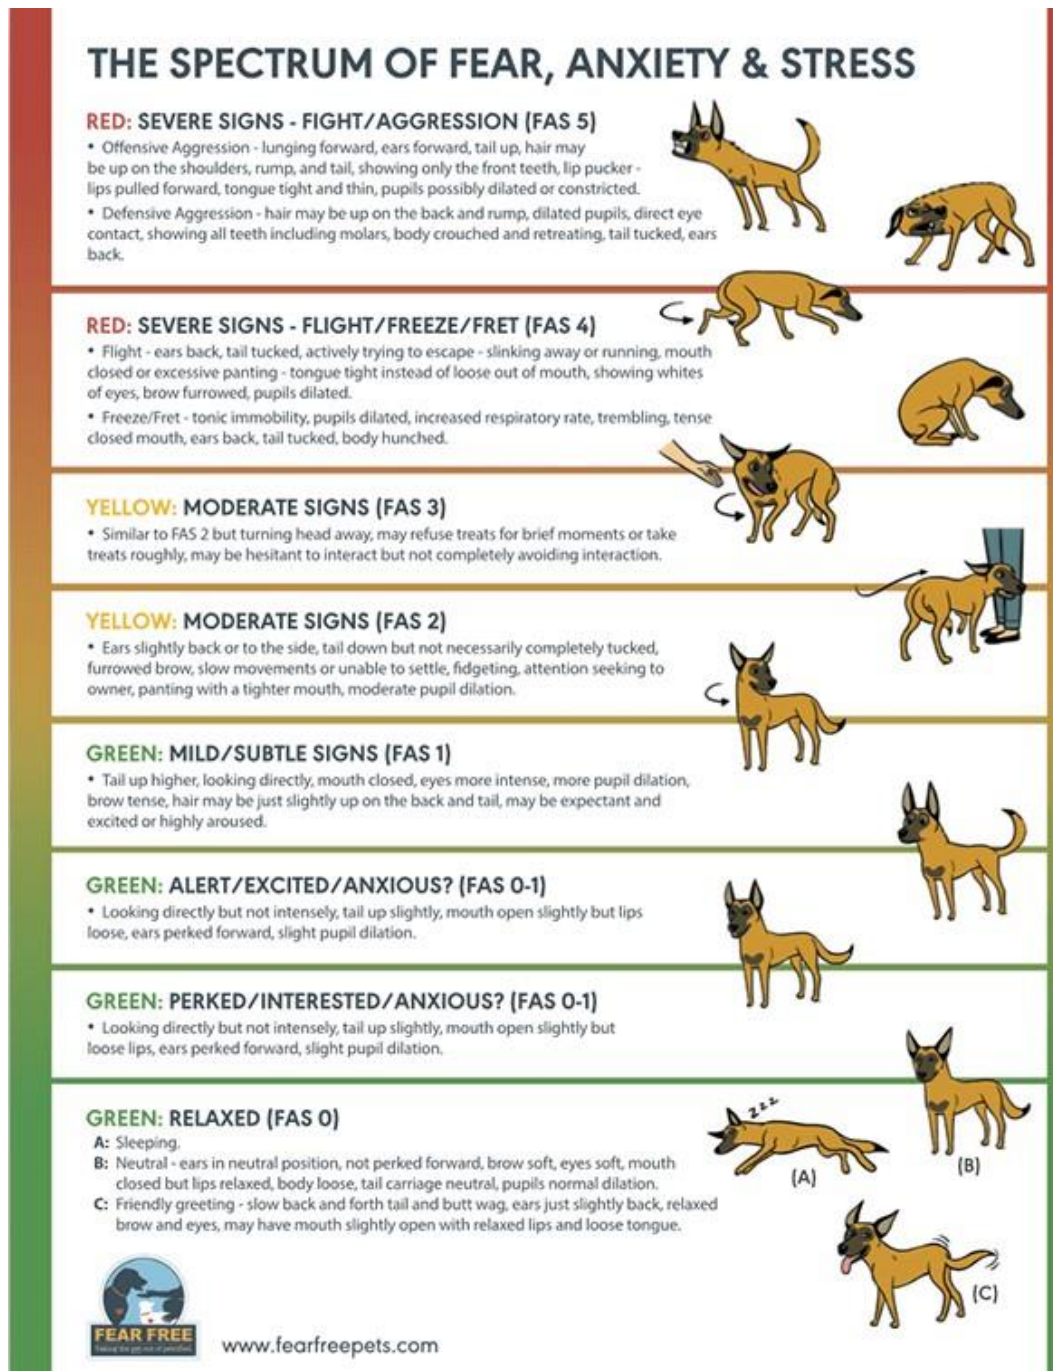 THE SPECTRUM OF FEAR, ANXIETY & STRESS
RED: SEVERE SIGNS - FIGHT/AGGRESSION (FAS 5)
• Offensive Aggression - lunging forward, ears forward, tail up, hair may
be up on the shoulders, rump, and tail, showing only the front teeth, lip pucker -
lips pulled forward, tongue tight and thin, pupils possibly dilated or constricted.
• Defensive Aggression - hair may be up on the back and rump, dilated pupils, direct eye
contact, showing all teeth including molars, body crouched and retreating, tail tucked, ears
back.
RED: SEVERE SIGNS - FLIGHT/FREEZE/FRET (FAS 4)
• Flight - ears back, tail tucked, actively trying to escape - slinking away or running, mouth
closed or excessive panting - tongue tight instead of loose out of mouth, showing whites
of eyes, brow furrowed, pupils dilated.
• Freeze/Fret - tonic immobility, pupils dilated, increased respiratory rate, trembling, tense
closed mouth, ears back, tail tucked, body hunched.
YELLOW: MODERATE SIGNS (FAS 3)
• Similar to FAS 2 but turning head away, may refuse treats for brief moments or take
treats roughly, may be hesitant to interact but not completely avoiding interaction.
YELLOW: MODERATE SIGNS (FAS 2)
• Ears slightly back or to the side, tail down but not necessarily completely tucked,
furrowed brow, slow movements or unable to settle, fidgeting, attention seeking to
owner, panting with a tighter mouth, moderate pupil dilation.
GREEN: MILD/SUBTLE SIGNS (FAS 1)
• Tail up higher, looking directly, mouth closed, eyes more intense, more pupil dilation,
brow tense, hair may be just slightly up on the back and tail, may be expectant and
excited or highly aroused.
GREEN: ALERT/EXCITED/ANXIOUS? (FAS 0-1)
• Looking directly but not intensely, tail up slightly, mouth open slightly but lips
loose, ears perked forward, slight pupil dilation.
GREEN: PERKED/INTERESTED/ANXIOUS? (FAS 0-1)
• Looking directly but not intensely, tail up slightly, mouth open slightly but
loose lips, ears perked forward, slight pupil dilation.
GREEN: RELAXED (FAS 0)
A: Sleeping.
B: Neutral - ears in neutral position, not perked forward, brow soft, eyes soft, mouth
closed but lips relaxed, body loose, tail carriage neutral, pupils normal dilation.
C: Friendly greeting - slow back and forth tail and butt wag, ears just slightly back, relaxed
brow and eyes, may have mouth slightly open with relaxed lips and loose tongue.
zzz
(A)
(B)
(C)
FEAR FREE
www.fearfreepets.com